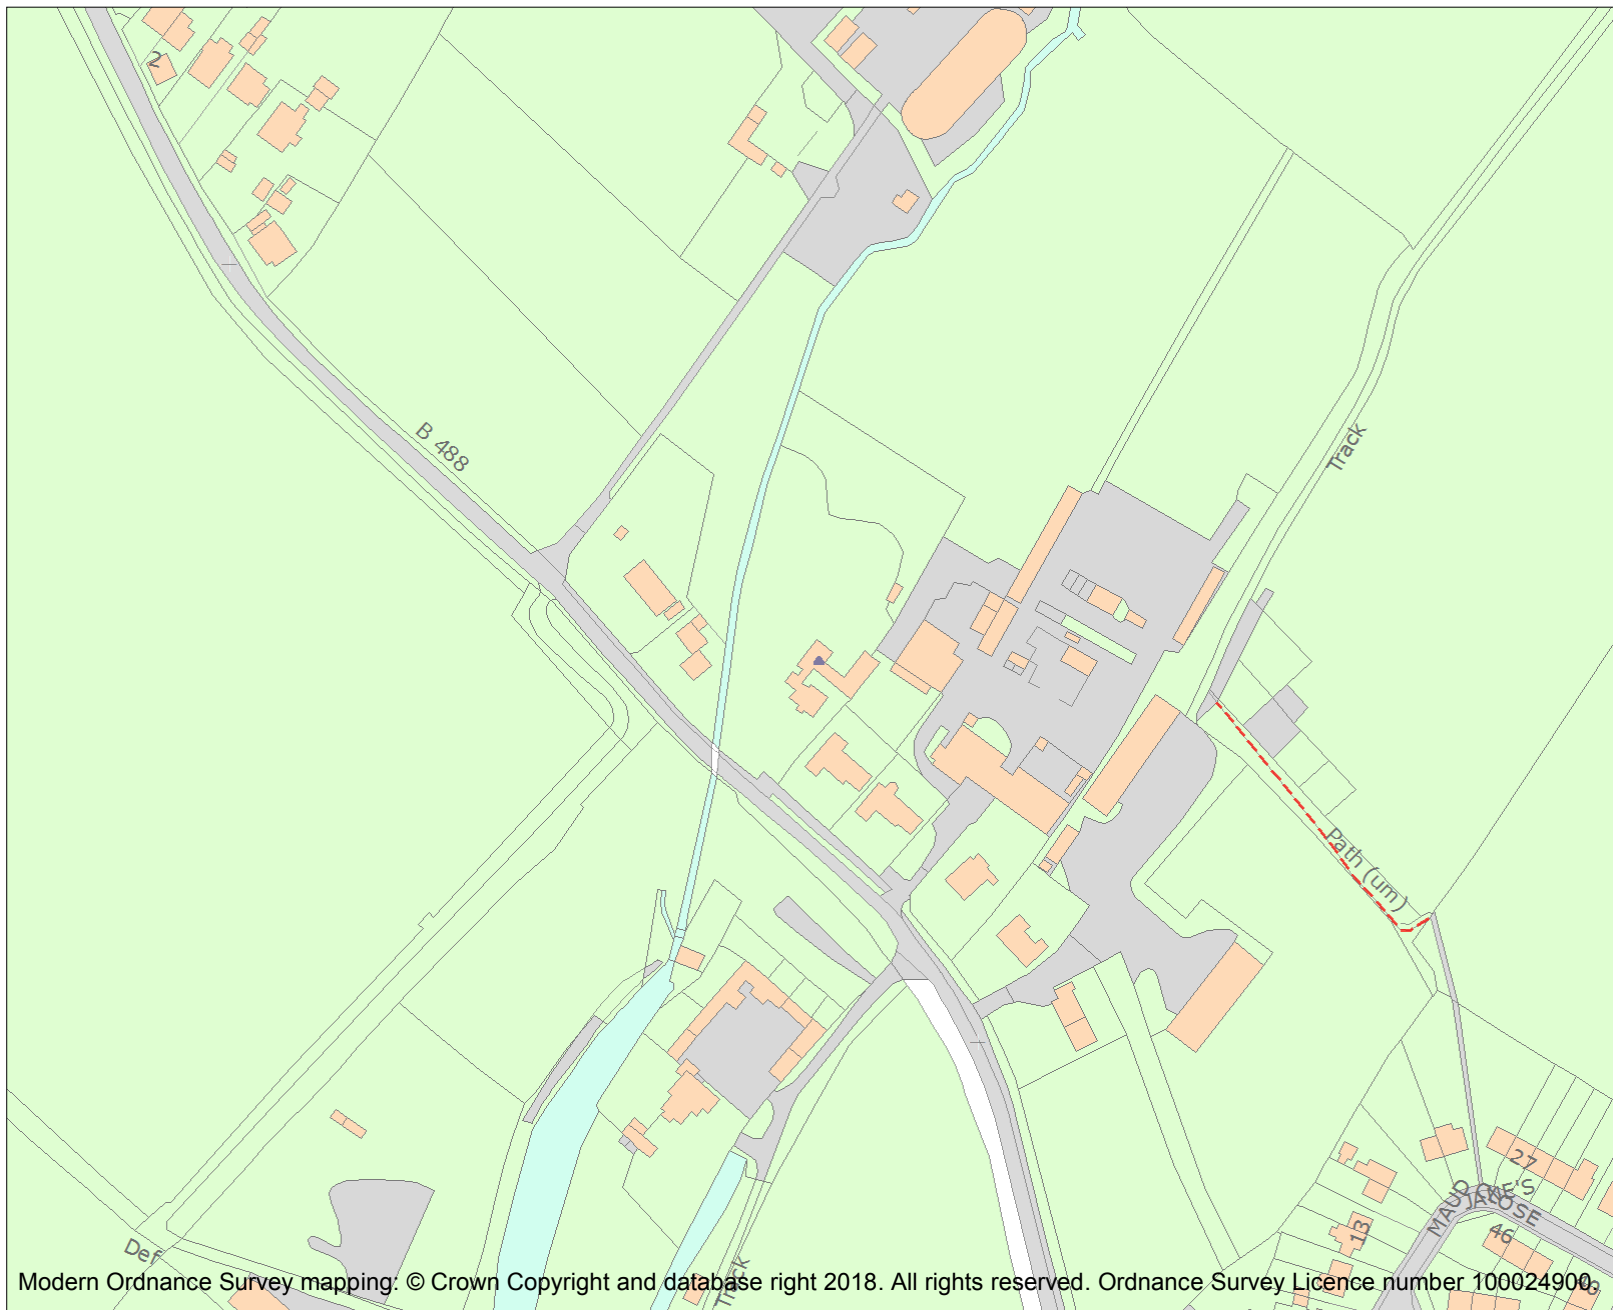 2
B 488
Track
Path (um)
27
MAUD JANE'S
CLOSE
13
46
Def
Track
Modern Ordnance Survey mapping: © Crown Copyright and database right 2018. All rights reserved. Ordnance Survey Licence number 100024900.